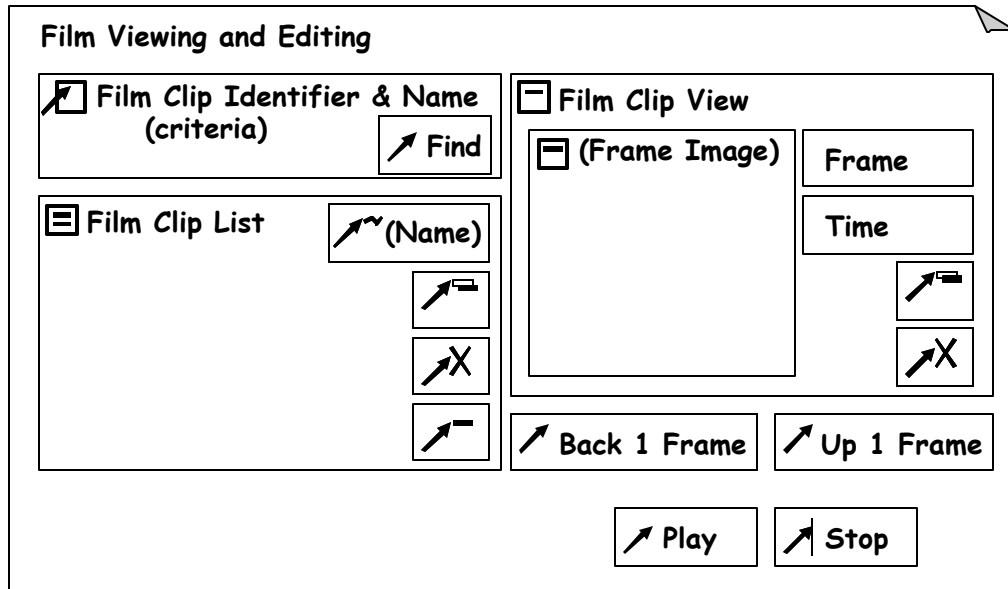 Film Viewing and Editing
Film Clip Identifier & Name
(criteria)
Find
Film Clip List
(Name)
Film Clip View
(Frame Image)
Frame
Time
Back 1 Frame
Up 1 Frame
Play
Stop